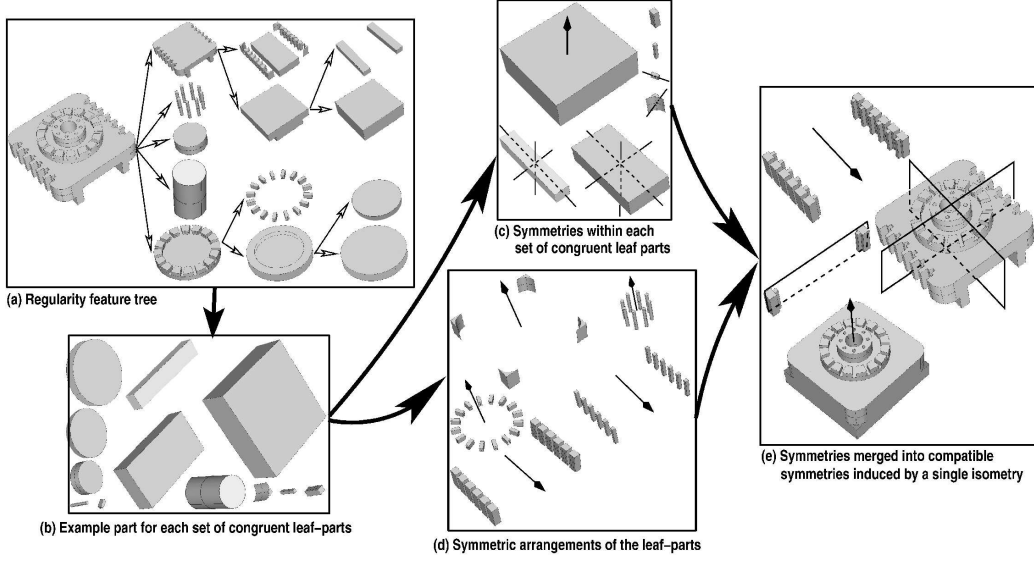 (a) Regularity feature tree
(b) Example part for each set of congruent leaf–parts
(c) Symmetries within each
set of congruent leaf parts
(d) Symmetric arrangements of the leaf–parts
(e) Symmetries merged into compatible
symmetries induced by a single isometry